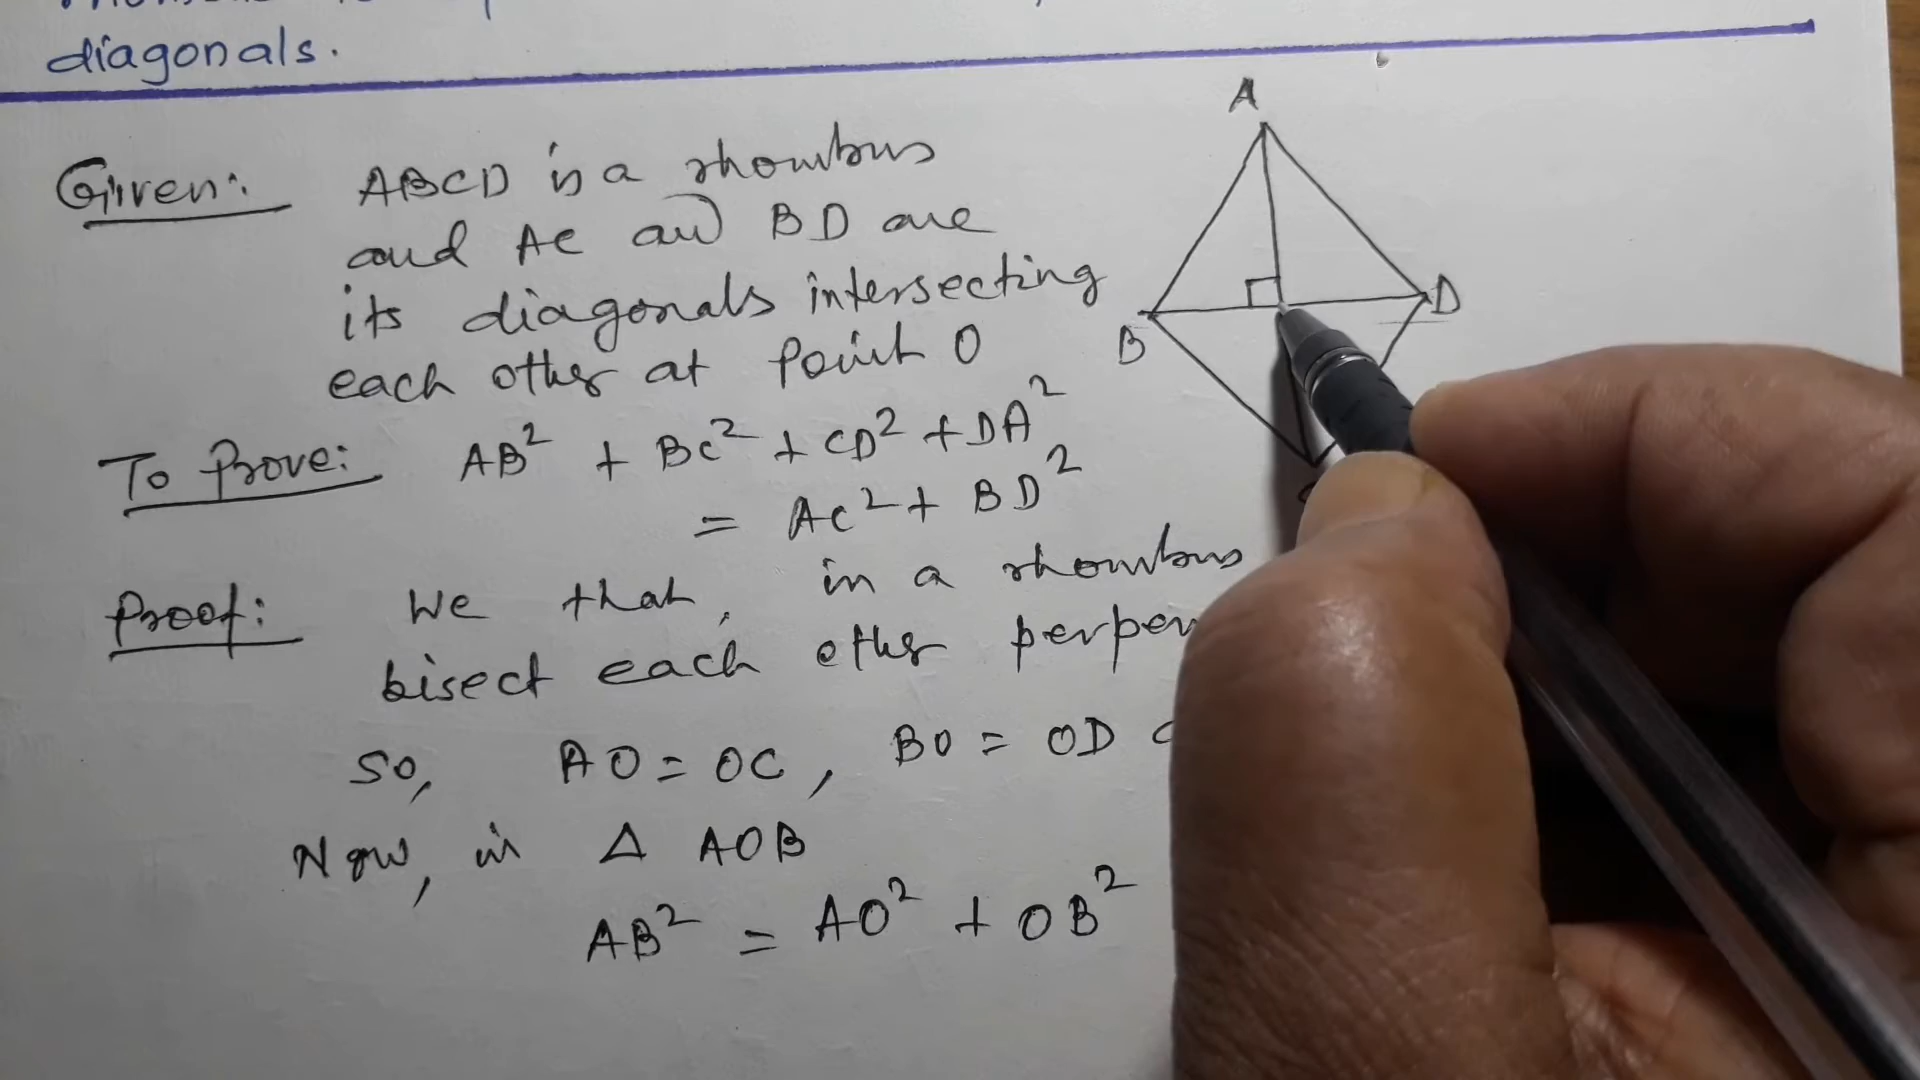 diagonals.
Given: ABCD is a rhombus
and AC and BD are
its diagonals intersecting
each other at point O
To Prove: AB² + BC² + CD² + DA²
= AC² + BD²
Proof: We that, in a rhombus
bisect each other perpen
So, AO = OC, BO = OD
Now, in Δ AOB
AB² = AO² + OB²
A
B
D